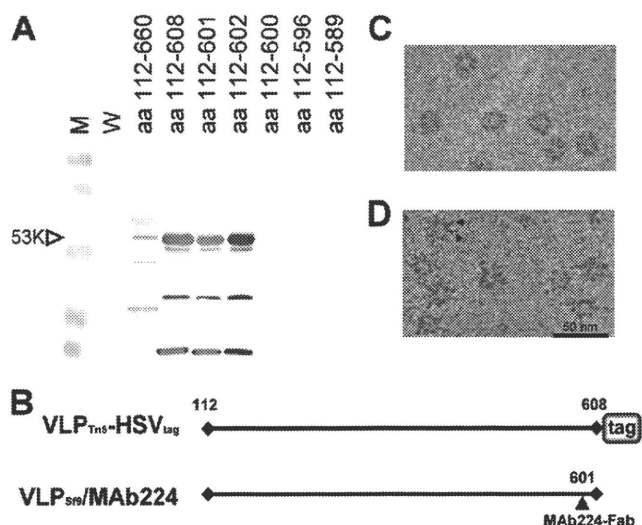 A
M
W
aa 112-660
aa 112-608
aa 112-601
aa 112-602
aa 112-600
aa 112-596
aa 112-589
53K
C
D
50 nm
B
112
608
VLPTn5-HSVtag
tag
601
VLPSf9/MAb224
MAb224-Fab